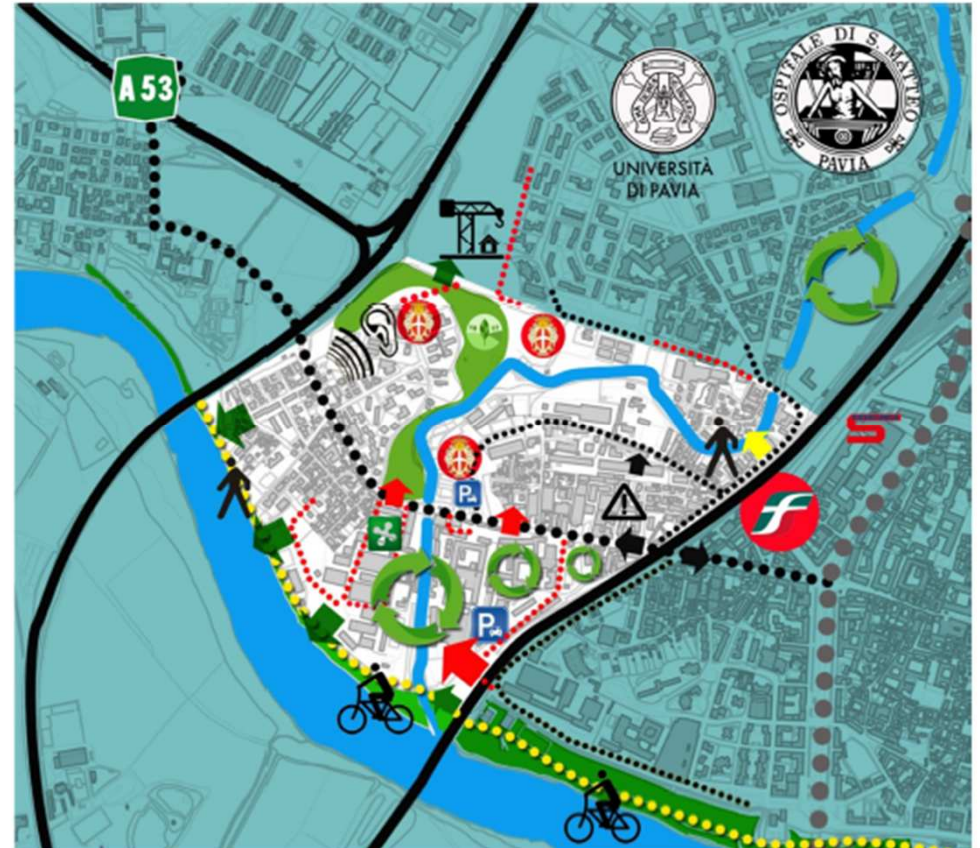 A 53
UNIVERSITÀ
DI PAVIA
OSPITALE DI S. MATTEO
PAVIA
P
P
S